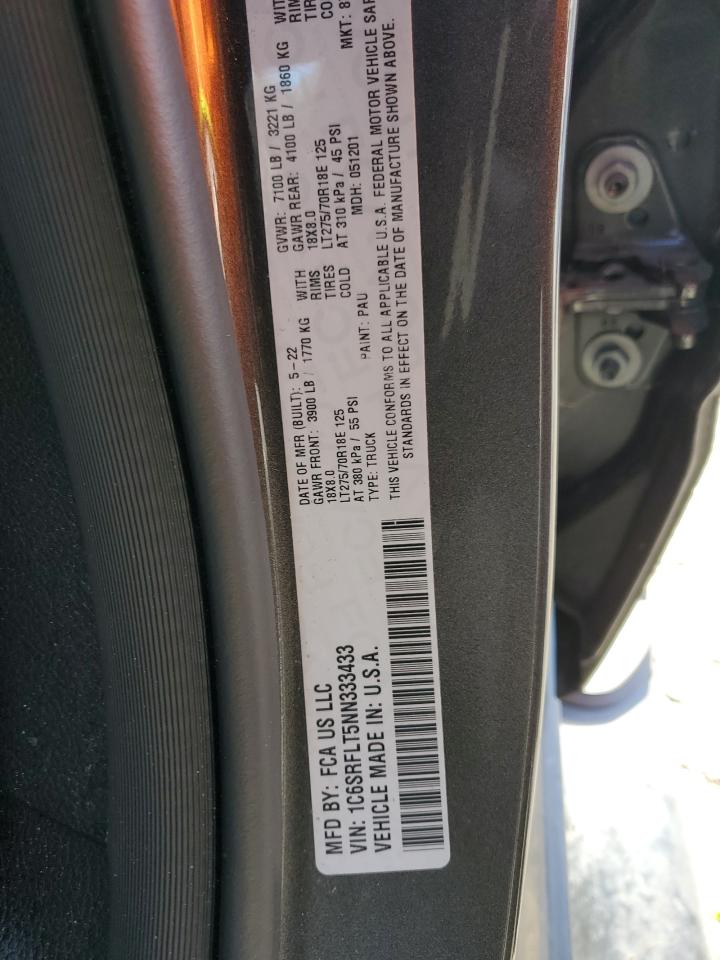 MFD BY: FCA US LLC
VIN: 1C6SRFLT5NN333433
VEHICLE MADE IN: U.S.A.
DATE OF MFR (BUILT): 5-22 GVWR: 7100 LB / 3221 KG
GAWR FRONT: 3900 LB / 1770 KG WITH GAWR REAR: 4100 LB / 1860 KG WITH
18X8.0 RIMS 18X8.0
LT275/70R18E 125 TIRES LT275/70R18E 125
AT 380 kPa / 55 PSI COLD AT 310 kPa / 45 PSI
TYPE: TRUCK PAINT: PAU MDH: 051201 MKT:
THIS VEHICLE CONFORMS TO ALL APPLICABLE U.S.A. FEDERAL MOTOR VEHICLE
STANDARDS IN EFFECT ON THE DATE OF MANUFACTURE SHOWN ABOVE.